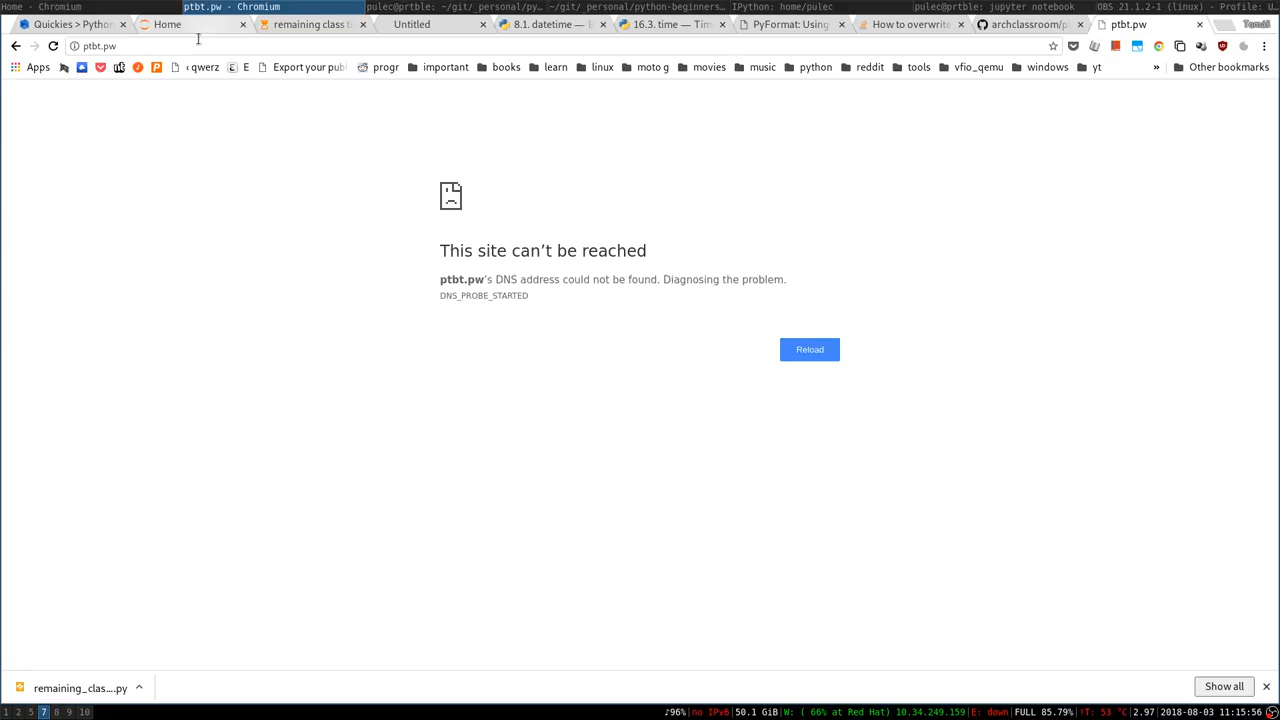 Home - Chromium
ptbt.pw - Chromium
pulec@prtble: ~/git/_personal/py...
~/git/_personal/python-beginners...
IPython: home/pulec
pulec@prtble: jupyter notebook
OBS 21.1.2-1 (linux) - Profile: U...
Quickies > Python
Home
remaining class t
Untitled
8.1. datetime — B
16.3. time — Tim
PyFormat: Using
How to overwrite
archclassroom/p
ptbt.pw
Tomáš
ptbt.pw
Apps
qwerz
E
Export your pub
progr
important
books
learn
linux
moto g
movies
music
python
reddit
tools
vfio_qemu
windows
yt
»
Other bookmarks
This site can’t be reached
ptbt.pw’s DNS address could not be found. Diagnosing the problem.
DNS_PROBE_STARTED
Reload
remaining_clas....py
Show all
1 2 5 7 8 9 10
♪96%|no IPv6|50.1 GiB|W: ( 66% at Red Hat) 10.34.249.159|E: down|FULL 85.79%|!T: 53 °C|2.97|2018-08-03 11:15:56